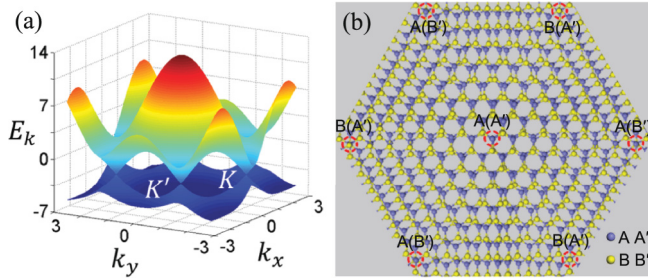 (a)
14
7
0
-7
E_k
K′
K
3
0
-3
k_y
-3
0
3
k_x
(b)
A(B′)
B(A′)
B(A′)
A(A′)
A(B′)
A(B′)
B(A′)
A A′
B B′